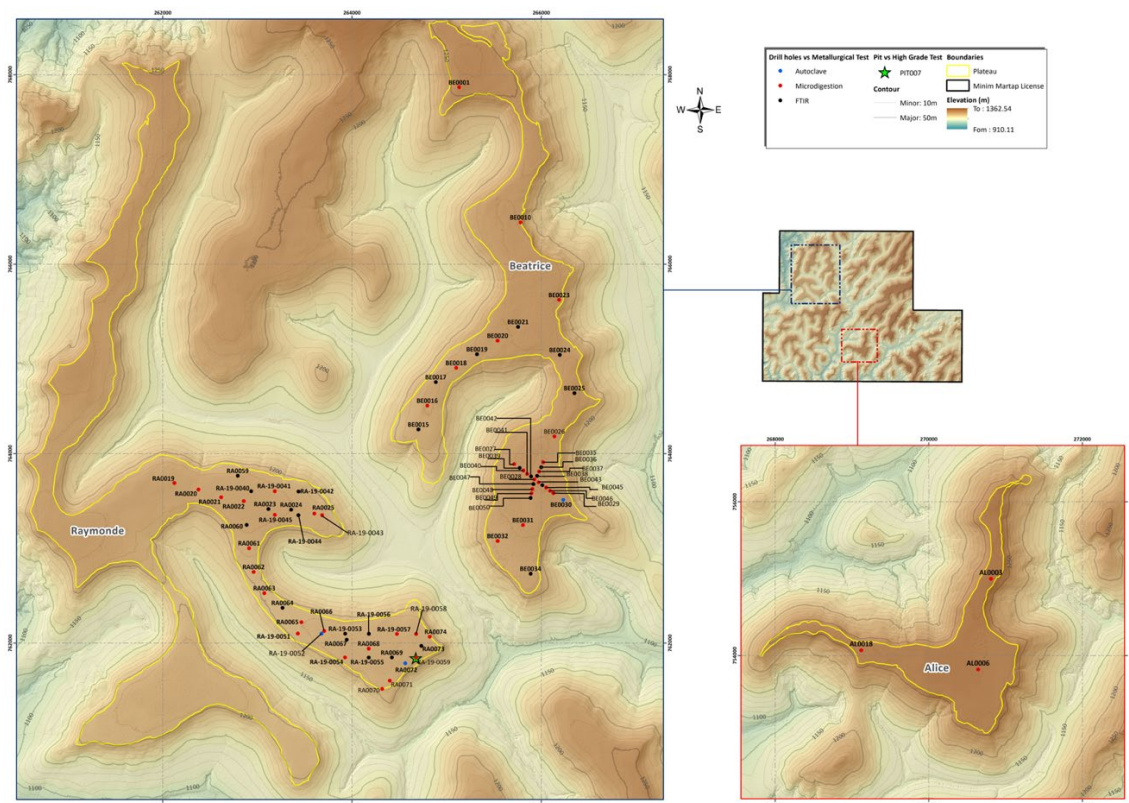 262000
264000
266000
Drill holes vs Metallurgical Test
Autoclave
Microdigestion
FTIR
Pit vs High Grade Test
PIT007
Contour
Minor: 10m
Major: 50m
Boundaries
Plateau
Minim Martap License
Elevation (m)
To : 1362.54
Fom : 910.11
N
W
E
S
BE0001
BE0010
Beatrice
BE0023
BE0021
BE0020
BE0019
BE0024
BE0018
BE0017
BE0025
BE0016
BE0015
BE0042
BE0041
BE0026
BE0027
BE0039
BE0040
BE0047
BE0028
BE0048
BE0049
BE0050
BE0035
BE0036
BE0037
BE0038
BE0043
BE0045
BE0046
BE0029
BE0030
BE0031
BE0032
BE0034
764000
762000
RA0059
RA0019
RA0020
RA-19-0040
RA-19-0041
RA-19-0042
RA0021
RA0022
RA0023
RA0024
RA0025
RA0060
RA-19-0045
RA-19-0044
RA-19-0043
Raymonde
RA0061
RA0062
RA0063
RA0064
RA0065
RA0066
RA-19-0056
RA-19-0058
RA-19-0051
RA-19-0053
RA-19-0057
RA0074
RA-19-0052
RA0067
RA0068
RA0073
RA-19-0054
RA-19-0055
RA0069
RA-19-0059
RA0072
RA0071
RA0070
268000
270000
272000
AL0018
AL0006
Alice
1150
1200
1100